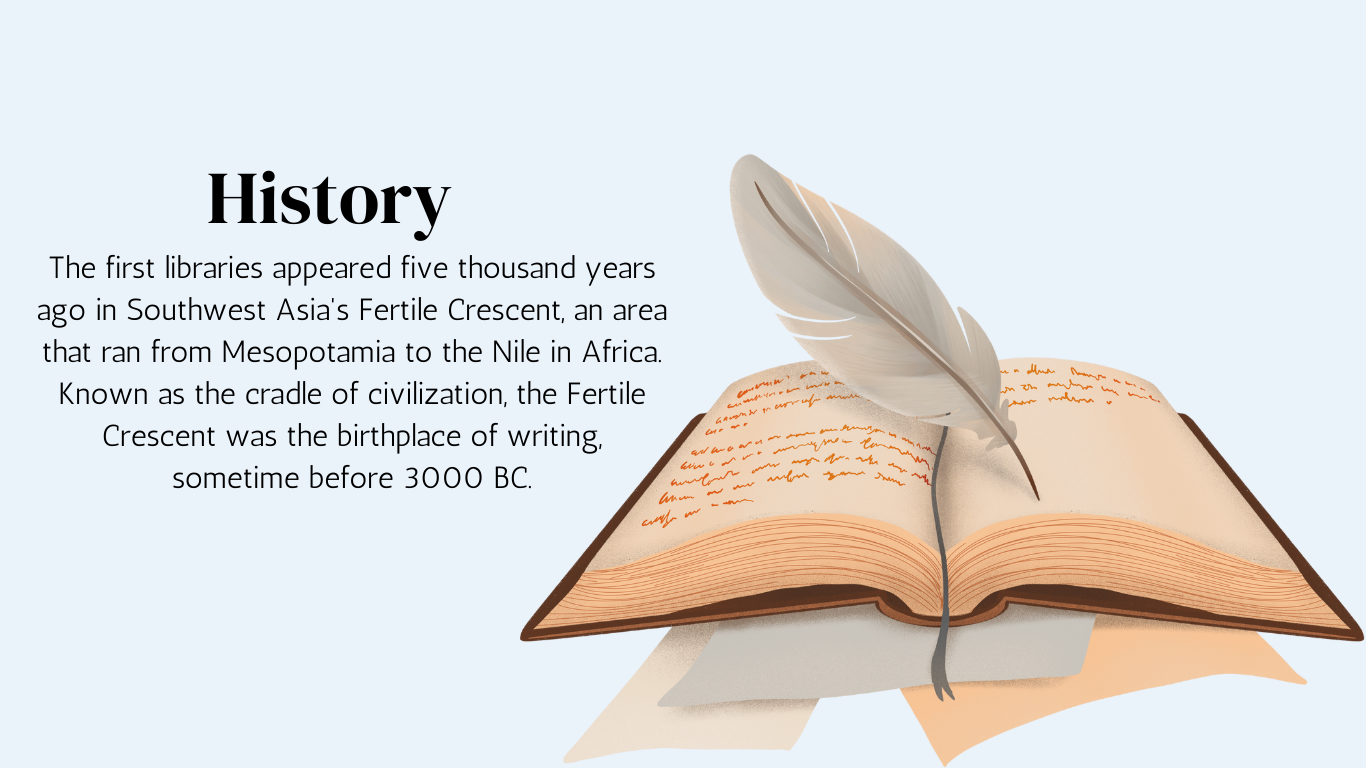 History
The first libraries appeared five thousand years
ago in Southwest Asia's Fertile Crescent, an area
that ran from Mesopotamia to the Nile in Africa.
Known as the cradle of civilization, the Fertile
Crescent was the birthplace of writing,
sometime before 3000 BC.